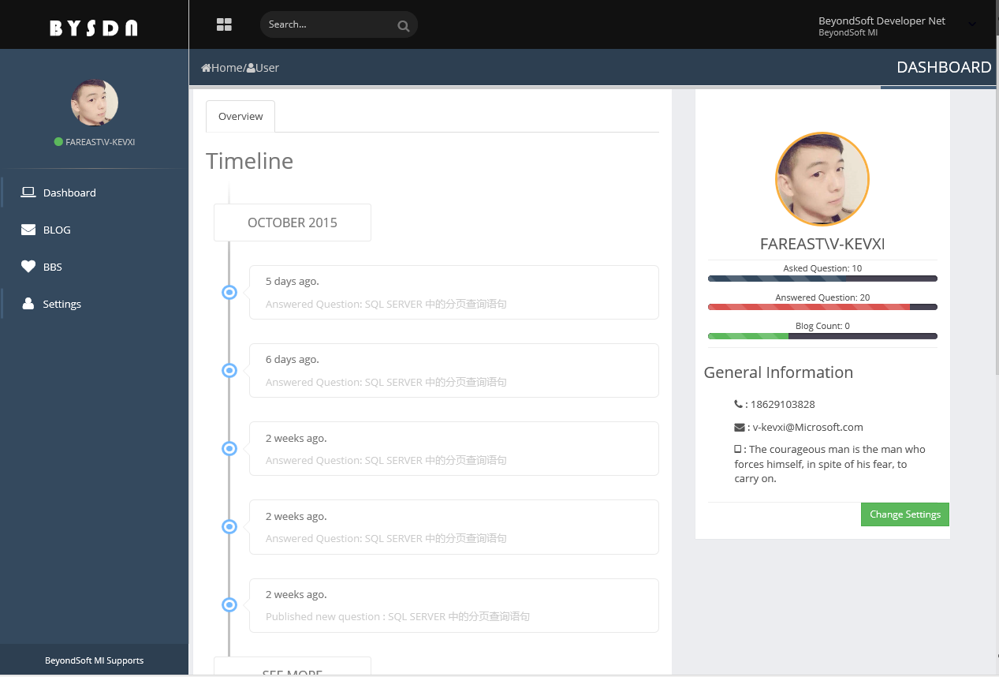 BYSDN
Search...
BeyondSoft Developer Net
BeyondSoft MI
Home/User
DASHBOARD
FAREAST\V-KEVXI
Dashboard
BLOG
BBS
Settings
BeyondSoft MI Supports
Overview
Timeline
OCTOBER 2015
5 days ago.
Answered Question: SQL SERVER 中的分页查询语句
6 days ago.
Answered Question: SQL SERVER 中的分页查询语句
2 weeks ago.
Answered Question: SQL SERVER 中的分页查询语句
2 weeks ago.
Answered Question: SQL SERVER 中的分页查询语句
2 weeks ago.
Published new question : SQL SERVER 中的分页查询语句
SEE MORE
FAREAST\V-KEVXI
Asked Question: 10
Answered Question: 20
Blog Count: 0
General Information
: 18629103828
: v-kevxi@Microsoft.com
: The courageous man is the man who
forces himself, in spite of his fear, to
carry on.
Change Settings